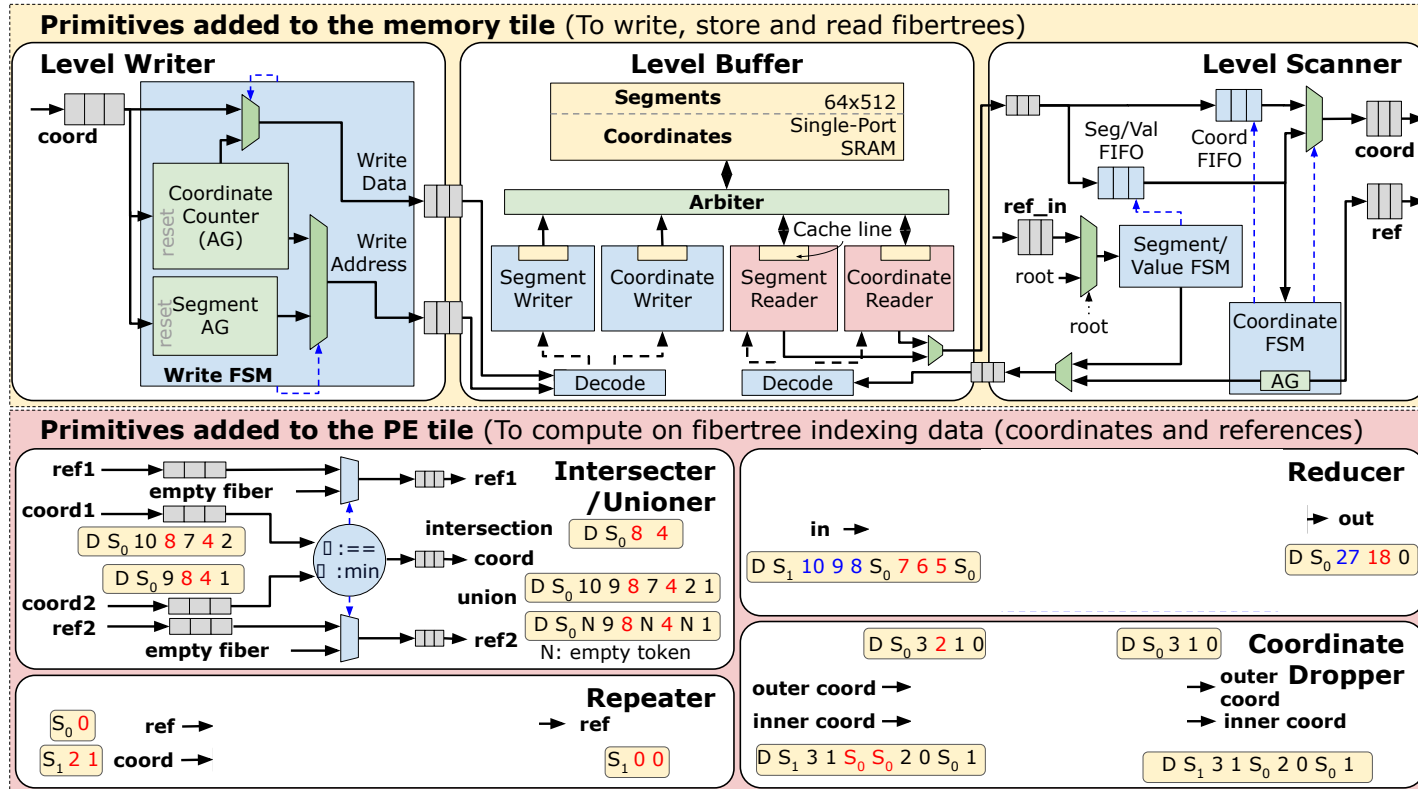 Primitives added to the memory tile (To write, store and read fibertrees)
Level Writer
coord
reset
Coordinate
Counter
(AG)
reset
Segment
AG
Write FSM
Write
Data
Write
Address
Level Buffer
Segments
Coordinates
64x512
Single-Port
SRAM
Arbiter
Cache line
Segment
Writer
Coordinate
Writer
Segment
Reader
Coordinate
Reader
Decode
Decode
Level Scanner
Seg/Val
FIFO
Coord
FIFO
coord
ref
ref_in
root
root
Segment/
Value FSM
Coordinate
FSM
AG
Primitives added to the PE tile (To compute on fibertree indexing data (coordinates and references)
Intersecter
/Unioner
ref1
empty fiber
ref1
coord1
D S0 10 8 7 4 2
D S0 9 8 4 1
coord2
ref2
empty fiber
▯ :==
▯ :min
intersection
D S0 8 4
coord
union
D S0 10 9 8 7 4 2 1
D S0 N 9 8 N 4 N 1
ref2
N: empty token
Repeater
S0 0
ref
S1 2 1
coord
ref
S1 0 0
Reducer
in
D S1 10 9 8 S0 7 6 5 S0
out
D S0 27 18 0
Coordinate
Dropper
D S0 3 2 1 0
outer coord
inner coord
D S1 3 1 S0 S0 2 0 S0 1
D S0 3 1 0
outer
coord
inner coord
D S1 3 1 S0 2 0 S0 1